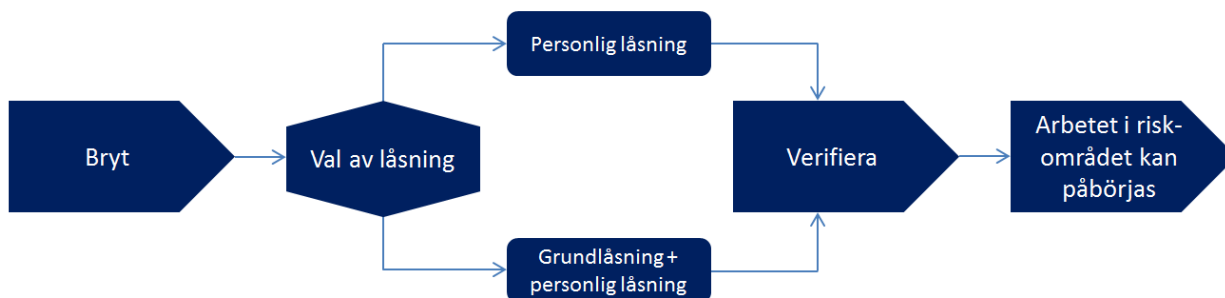 Personlig låsning
Bryt
Val av låsning
Verifiera
Arbetet i risk-
området kan
påbörjas
Grundlåsning +
personlig låsning